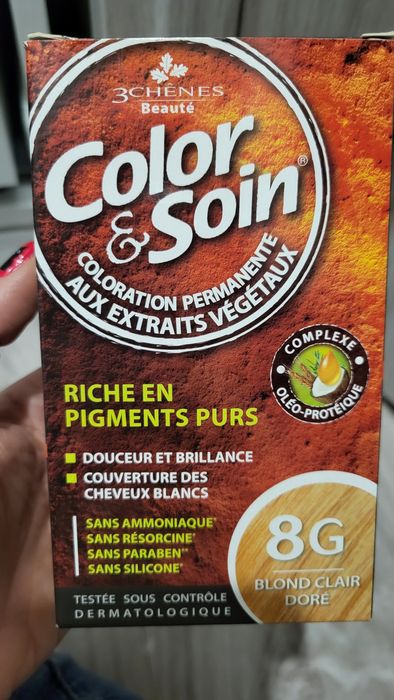 3CHÊNES
Beauté
Color
& Soin®
COLORATION PERMANENTE
AUX EXTRAITS VÉGÉTAUX
COMPLEXE
OLÉO-PROTÉIQUE
RICHE EN
PIGMENTS PURS
DOUCEUR ET BRILLANCE
COUVERTURE DES
CHEVEUX BLANCS
SANS AMMONIAQUE*
SANS RÉSORCINE*
SANS PARABEN**
SANS SILICONE*
8G
BLOND CLAIR
DORÉ
TESTÉE SOUS CONTRÔLE
DERMATOLOGIQUE